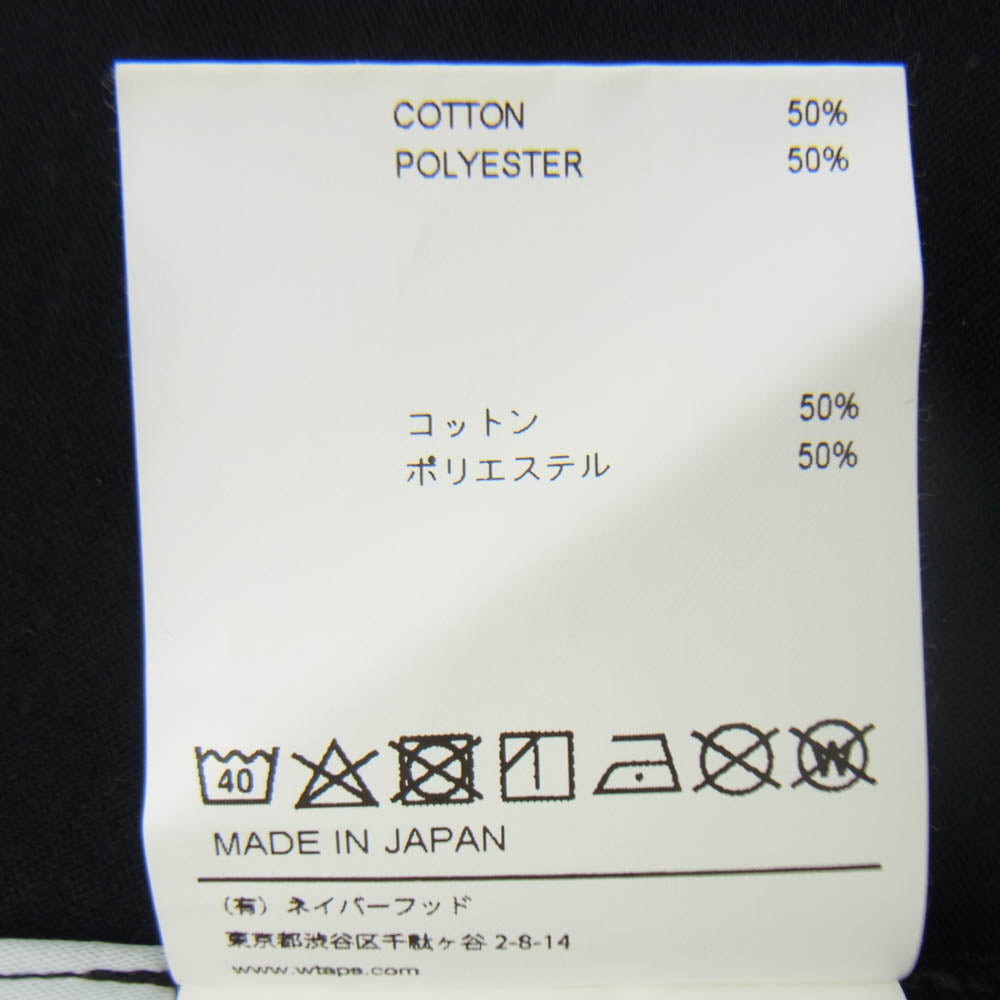 COTTON 50%
POLYESTER 50%
コットン 50%
ポリエステル 50%
40
W
MADE IN JAPAN
(有) ネイバーフッド
東京都渋谷区千駄ヶ谷 2-8-14
www.wtaps.com